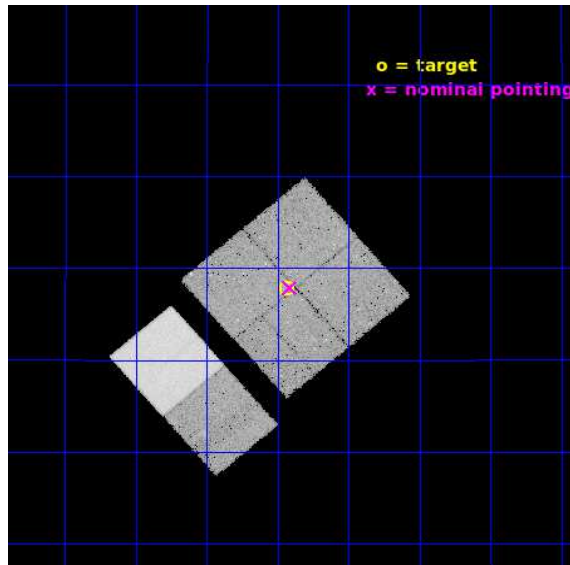 o = target
x = nominal pointing